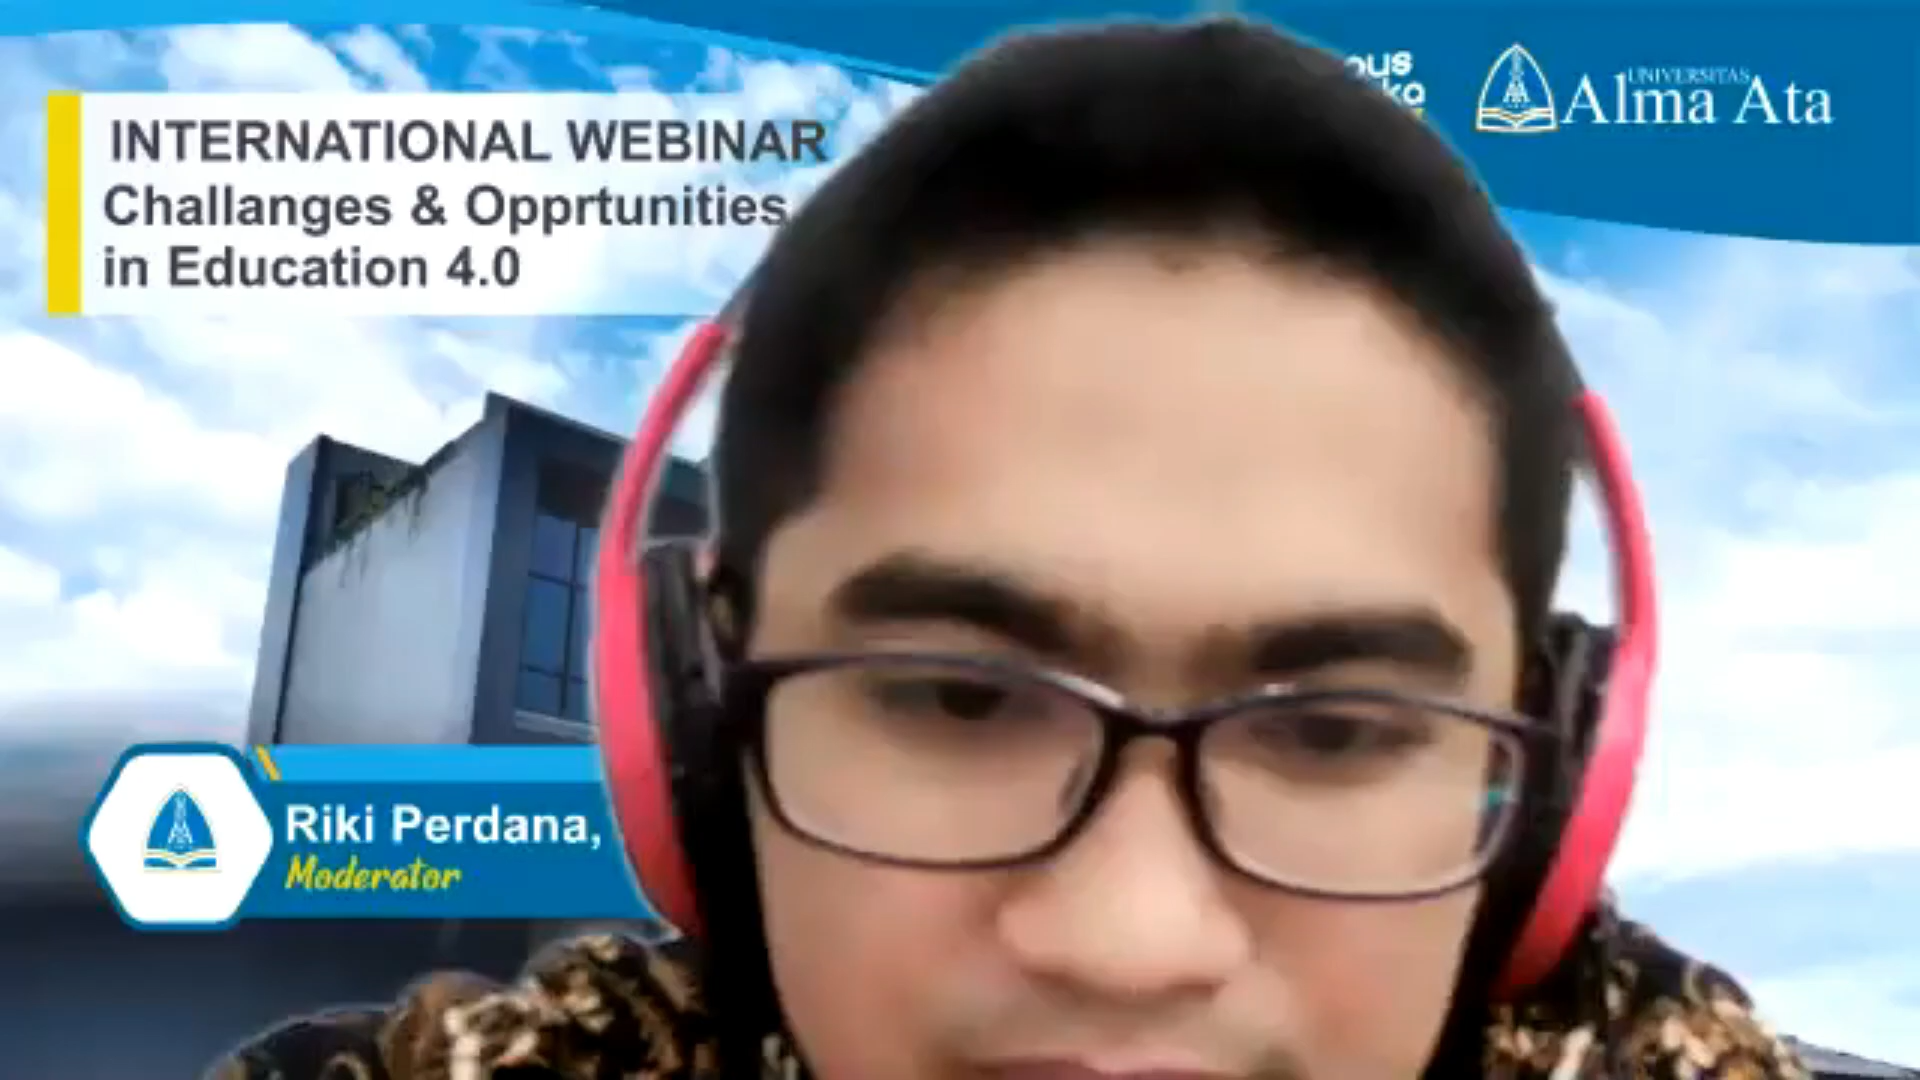 INTERNATIONAL WEBINAR
Challanges & Opprtunities
in Education 4.0
UNIVERSITAS
Alma Ata
Riki Perdana,
Moderator